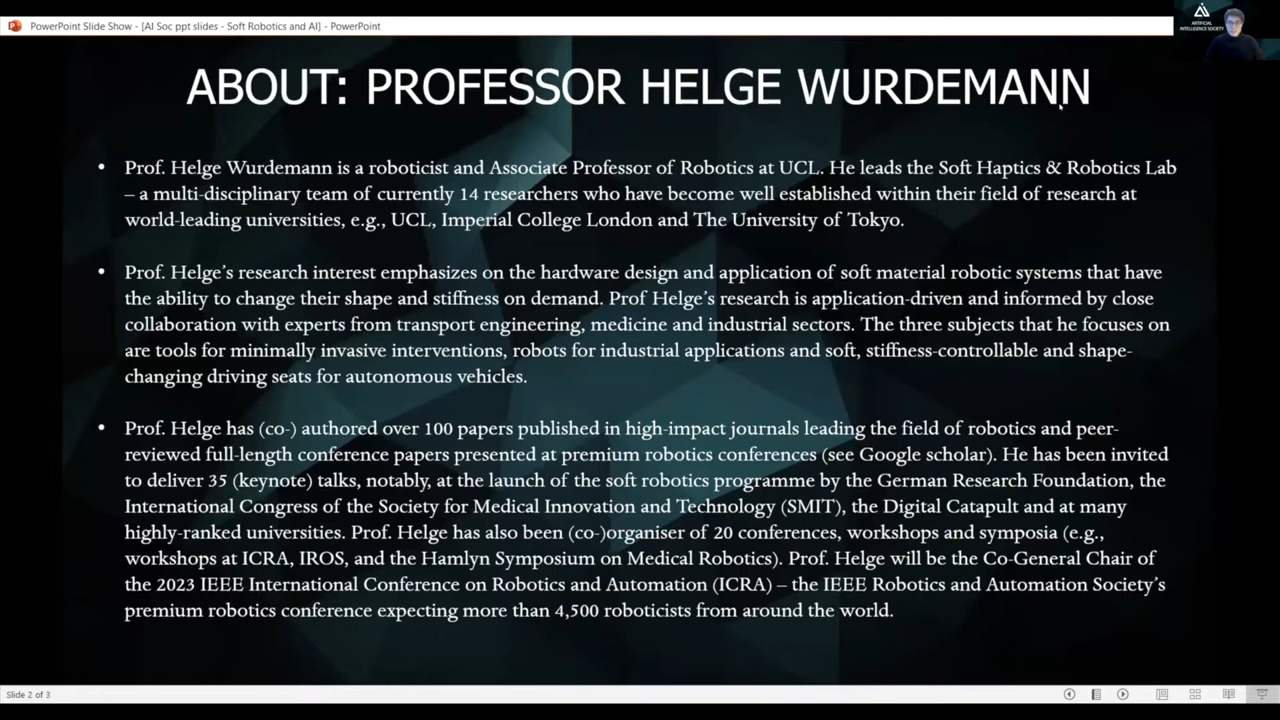 PowerPoint Slide Show - [AI Soc ppt slides - Soft Robotics and AI] - PowerPoint
ARTIFICIAL
INTELLIGENCE SOCIETY
ABOUT: PROFESSOR HELGE WURDEMANN
• Prof. Helge Wurdemann is a roboticist and Associate Professor of Robotics at UCL. He leads the Soft Haptics & Robotics Lab
– a multi-disciplinary team of currently 14 researchers who have become well established within their field of research at
world-leading universities, e.g., UCL, Imperial College London and The University of Tokyo.
• Prof. Helge’s research interest emphasizes on the hardware design and application of soft material robotic systems that have
the ability to change their shape and stiffness on demand. Prof Helge’s research is application-driven and informed by close
collaboration with experts from transport engineering, medicine and industrial sectors. The three subjects that he focuses on
are tools for minimally invasive interventions, robots for industrial applications and soft, stiffness-controllable and shape-
changing driving seats for autonomous vehicles.
• Prof. Helge has (co-) authored over 100 papers published in high-impact journals leading the field of robotics and peer-
reviewed full-length conference papers presented at premium robotics conferences (see Google scholar). He has been invited
to deliver 35 (keynote) talks, notably, at the launch of the soft robotics programme by the German Research Foundation, the
International Congress of the Society for Medical Innovation and Technology (SMIT), the Digital Catapult and at many
highly-ranked universities. Prof. Helge has also been (co-)organiser of 20 conferences, workshops and symposia (e.g.,
workshops at ICRA, IROS, and the Hamlyn Symposium on Medical Robotics). Prof. Helge will be the Co-General Chair of
the 2023 IEEE International Conference on Robotics and Automation (ICRA) – the IEEE Robotics and Automation Society’s
premium robotics conference expecting more than 4,500 roboticists from around the world.
Slide 2 of 3